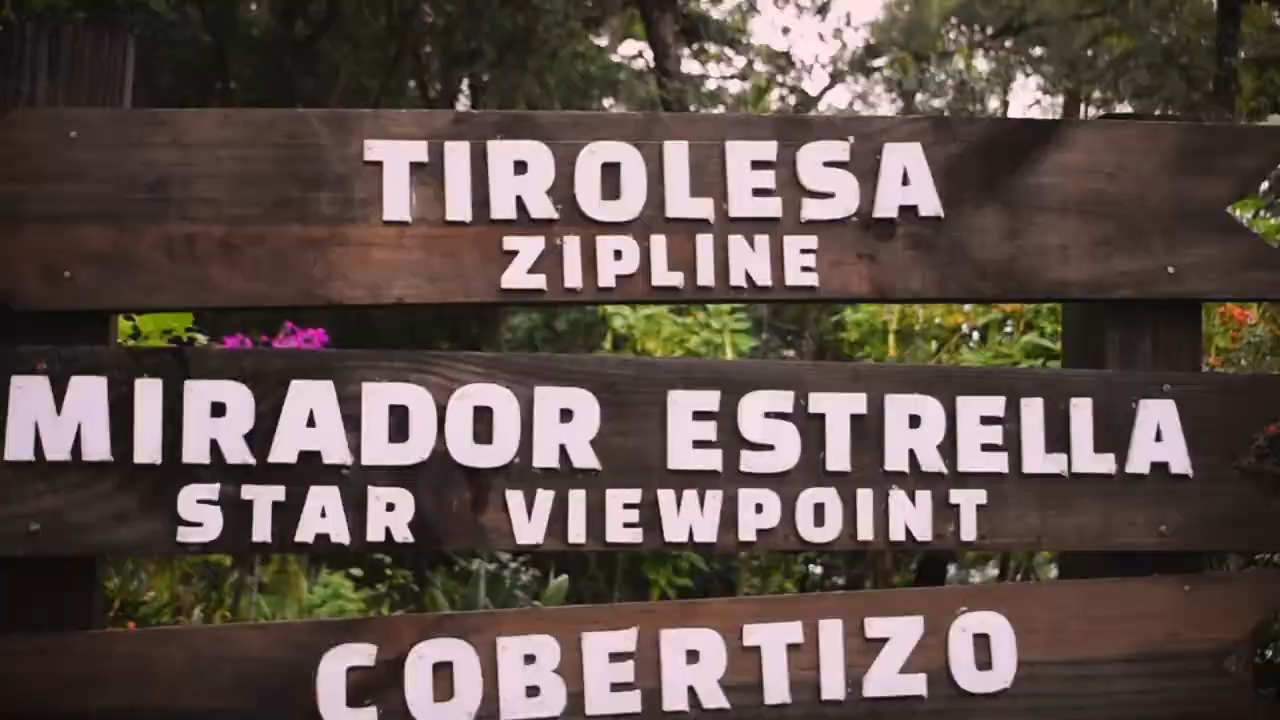 TIROLESA
ZIPLINE
MIRADOR ESTRELLA
STAR VIEWPOINT
COBERTIZO